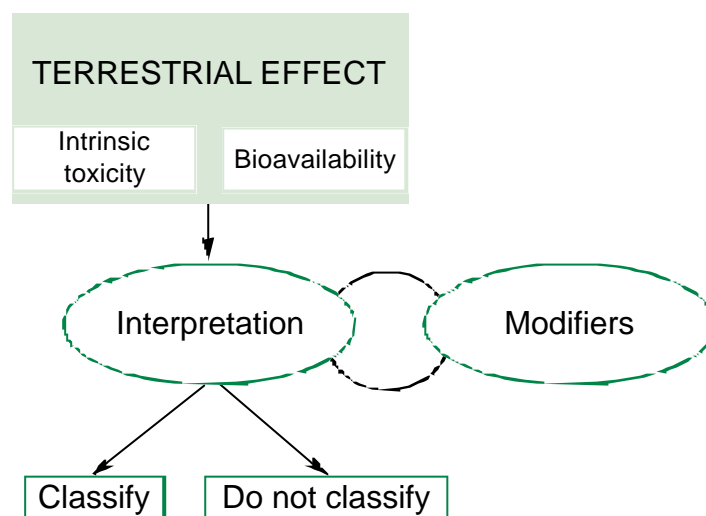 TERRESTRIAL EFFECT
Intrinsic
toxicity
Bioavailability
Interpretation
Modifiers
Classify
Do not classify